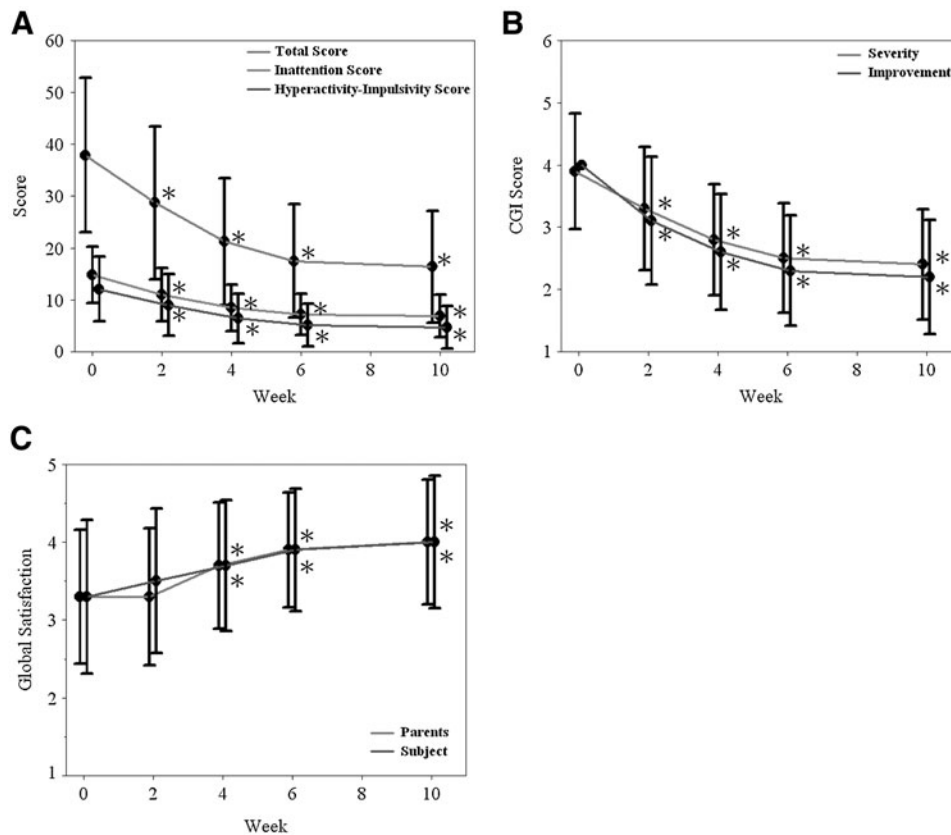 A
60
50
40
30
20
10
0
Score
Total Score
Inattention Score
Hyperactivity-Impulsivity Score
*
*
*
*
*
*
*
*
*
*
*
*
0 2 4 6 8 10
Week
B
6
5
4
3
2
1
CGI Score
Severity
Improvement
*
*
*
*
*
*
*
*
0 2 4 6 8 10
Week
C
5
4
3
2
1
Global Satisfaction
*
*
*
*
*
*
Parents
Subject
0 2 4 6 8 10
Week